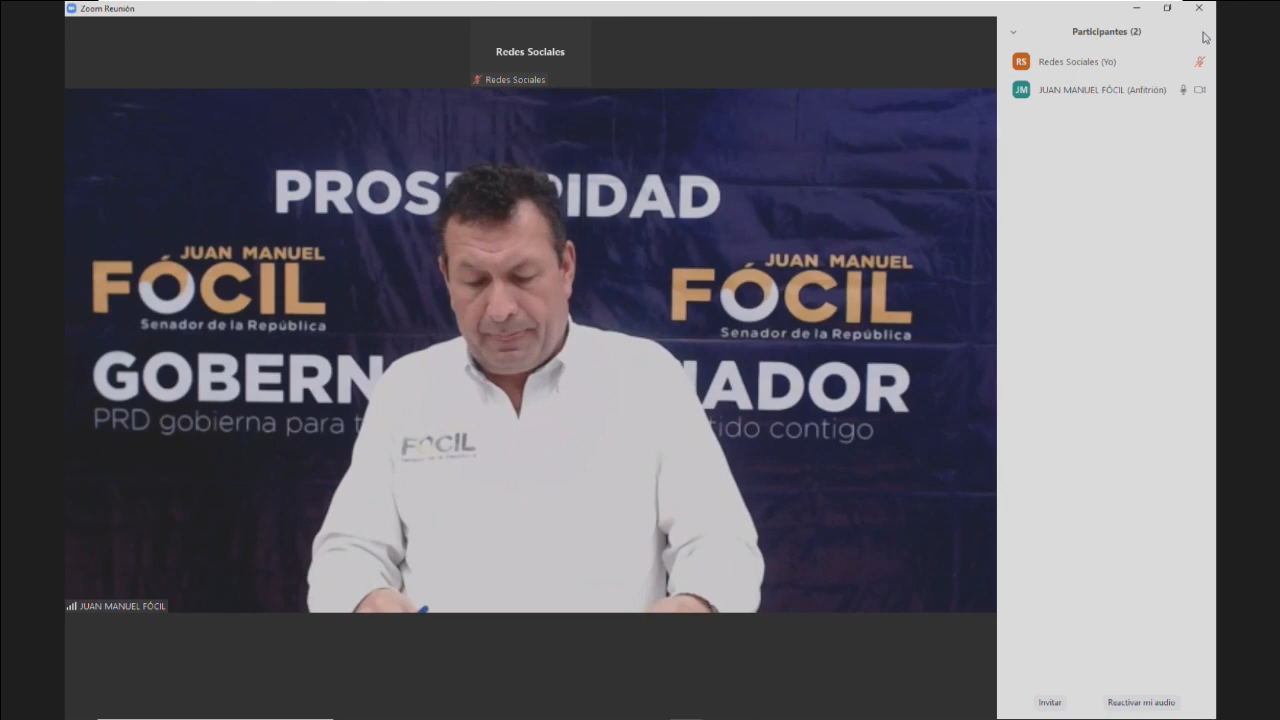 Zoom Reunión
Redes Sociales
Redes Sociales
Participantes (2)
RS Redes Sociales (Yo)
JM JUAN MANUEL FÓCIL (Anfitrión)
PROS RIDAD
JUAN MANUEL
FÓCIL
Senador de la República
JUAN MANUEL
FÓCIL
Senador de la República
GOBERN NADOR
PRD gobierna para t tido contigo
FÓCIL
JUAN MANUEL FÓCIL
Invitar
Reactivar mi audio